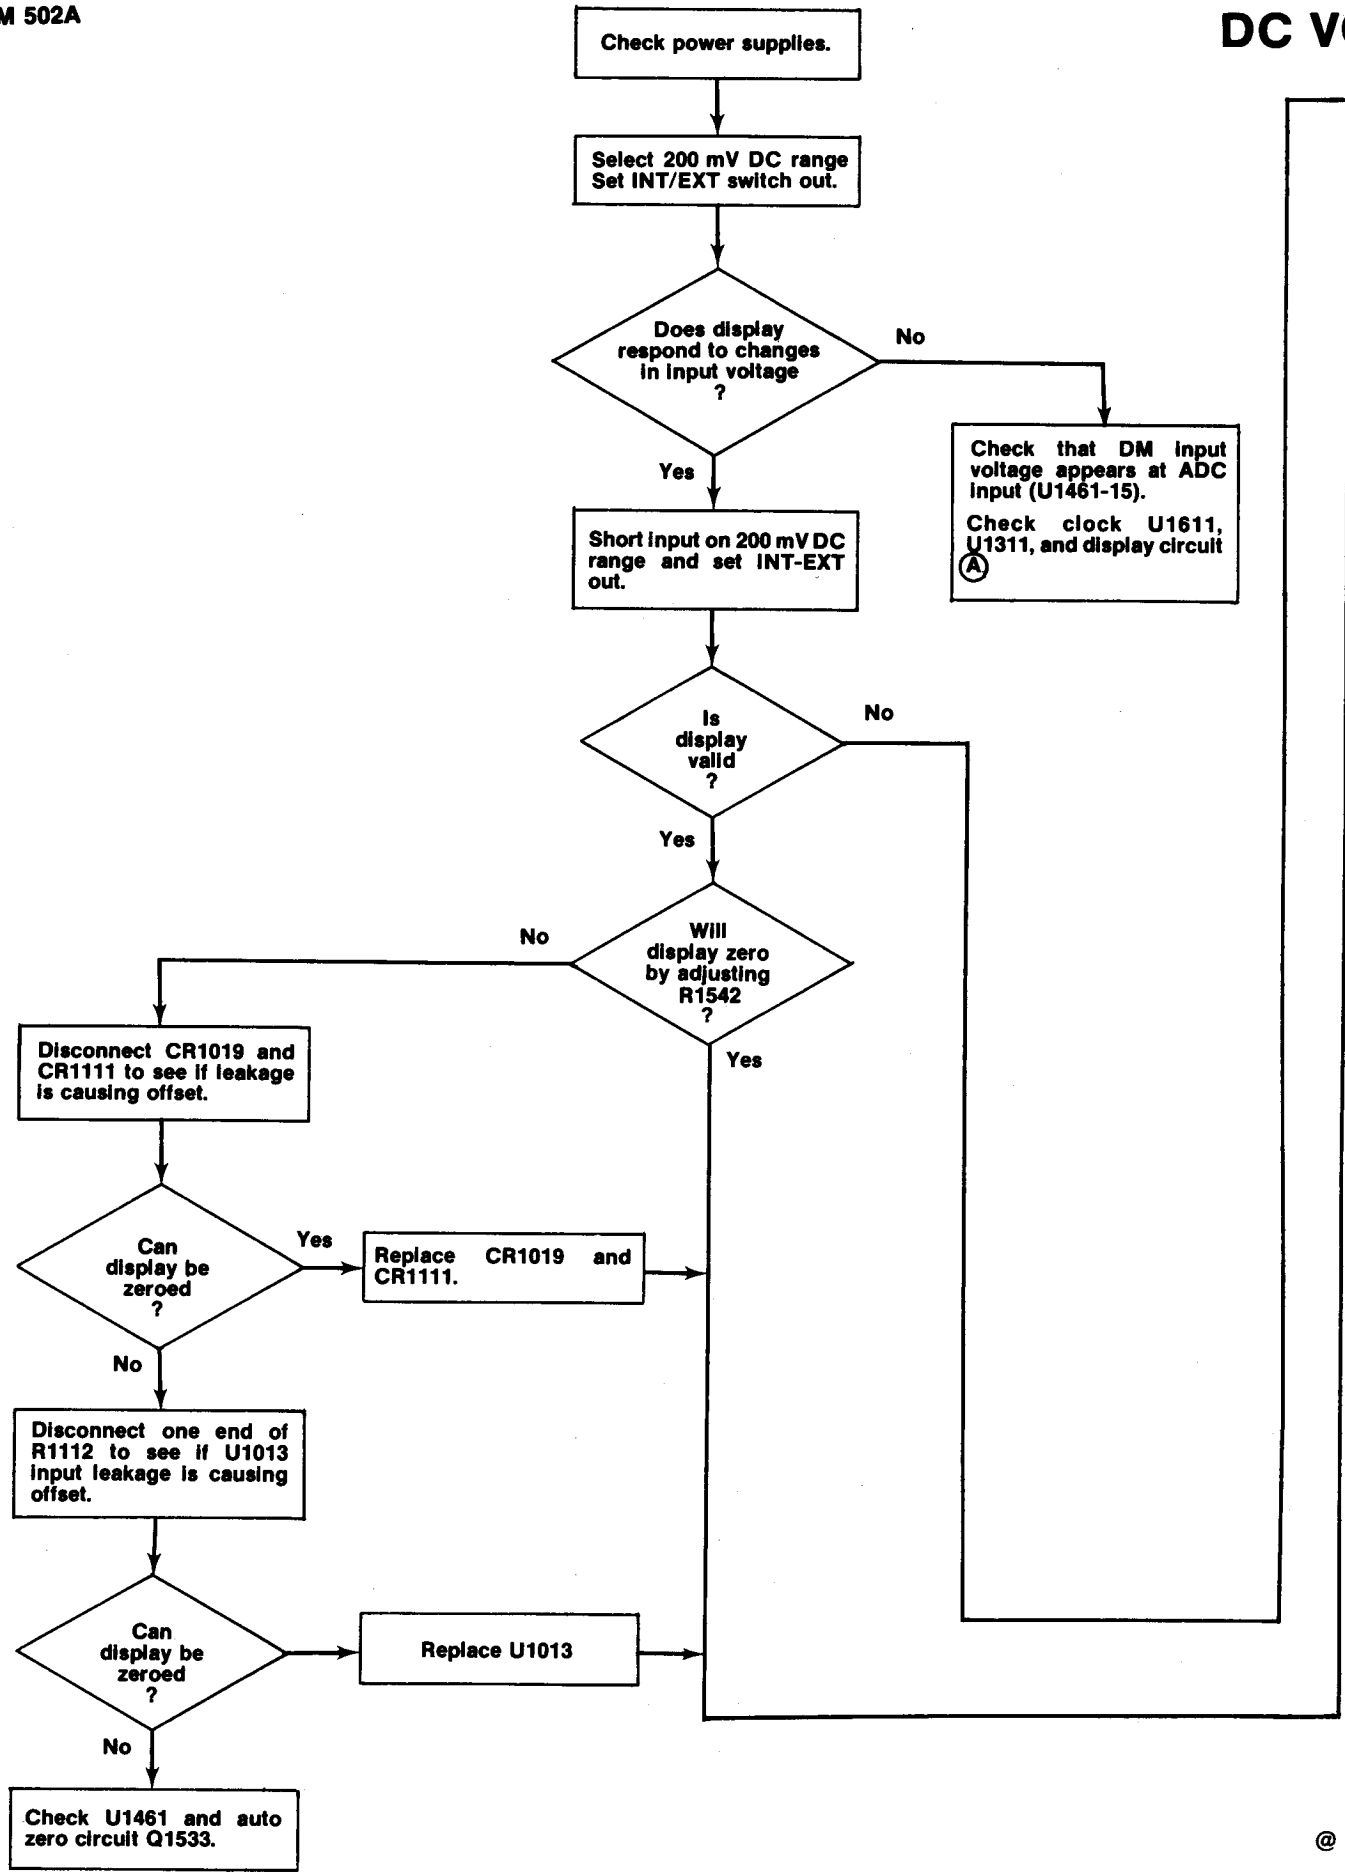 M 502A
DC V
Check power supplies.
Select 200 mV DC range
Set INT/EXT switch out.
Does display
respond to changes
in input voltage
?
No
Yes
Check that DM input
voltage appears at ADC
input (U1461-15).
Check clock U1611,
U1311, and display circuit
A
Short input on 200 mV DC
range and set INT-EXT
out.
Is
display
valid
?
No
Yes
Will
display zero
by adjusting
R1542
?
No
Yes
Disconnect CR1019 and
CR1111 to see if leakage
is causing offset.
Can
display be
zeroed
?
Yes
Replace CR1019 and
CR1111.
No
Disconnect one end of
R1112 to see if U1013
input leakage is causing
offset.
Can
display be
zeroed
?
Replace U1013
No
Check U1461 and auto
zero circuit Q1533.
@